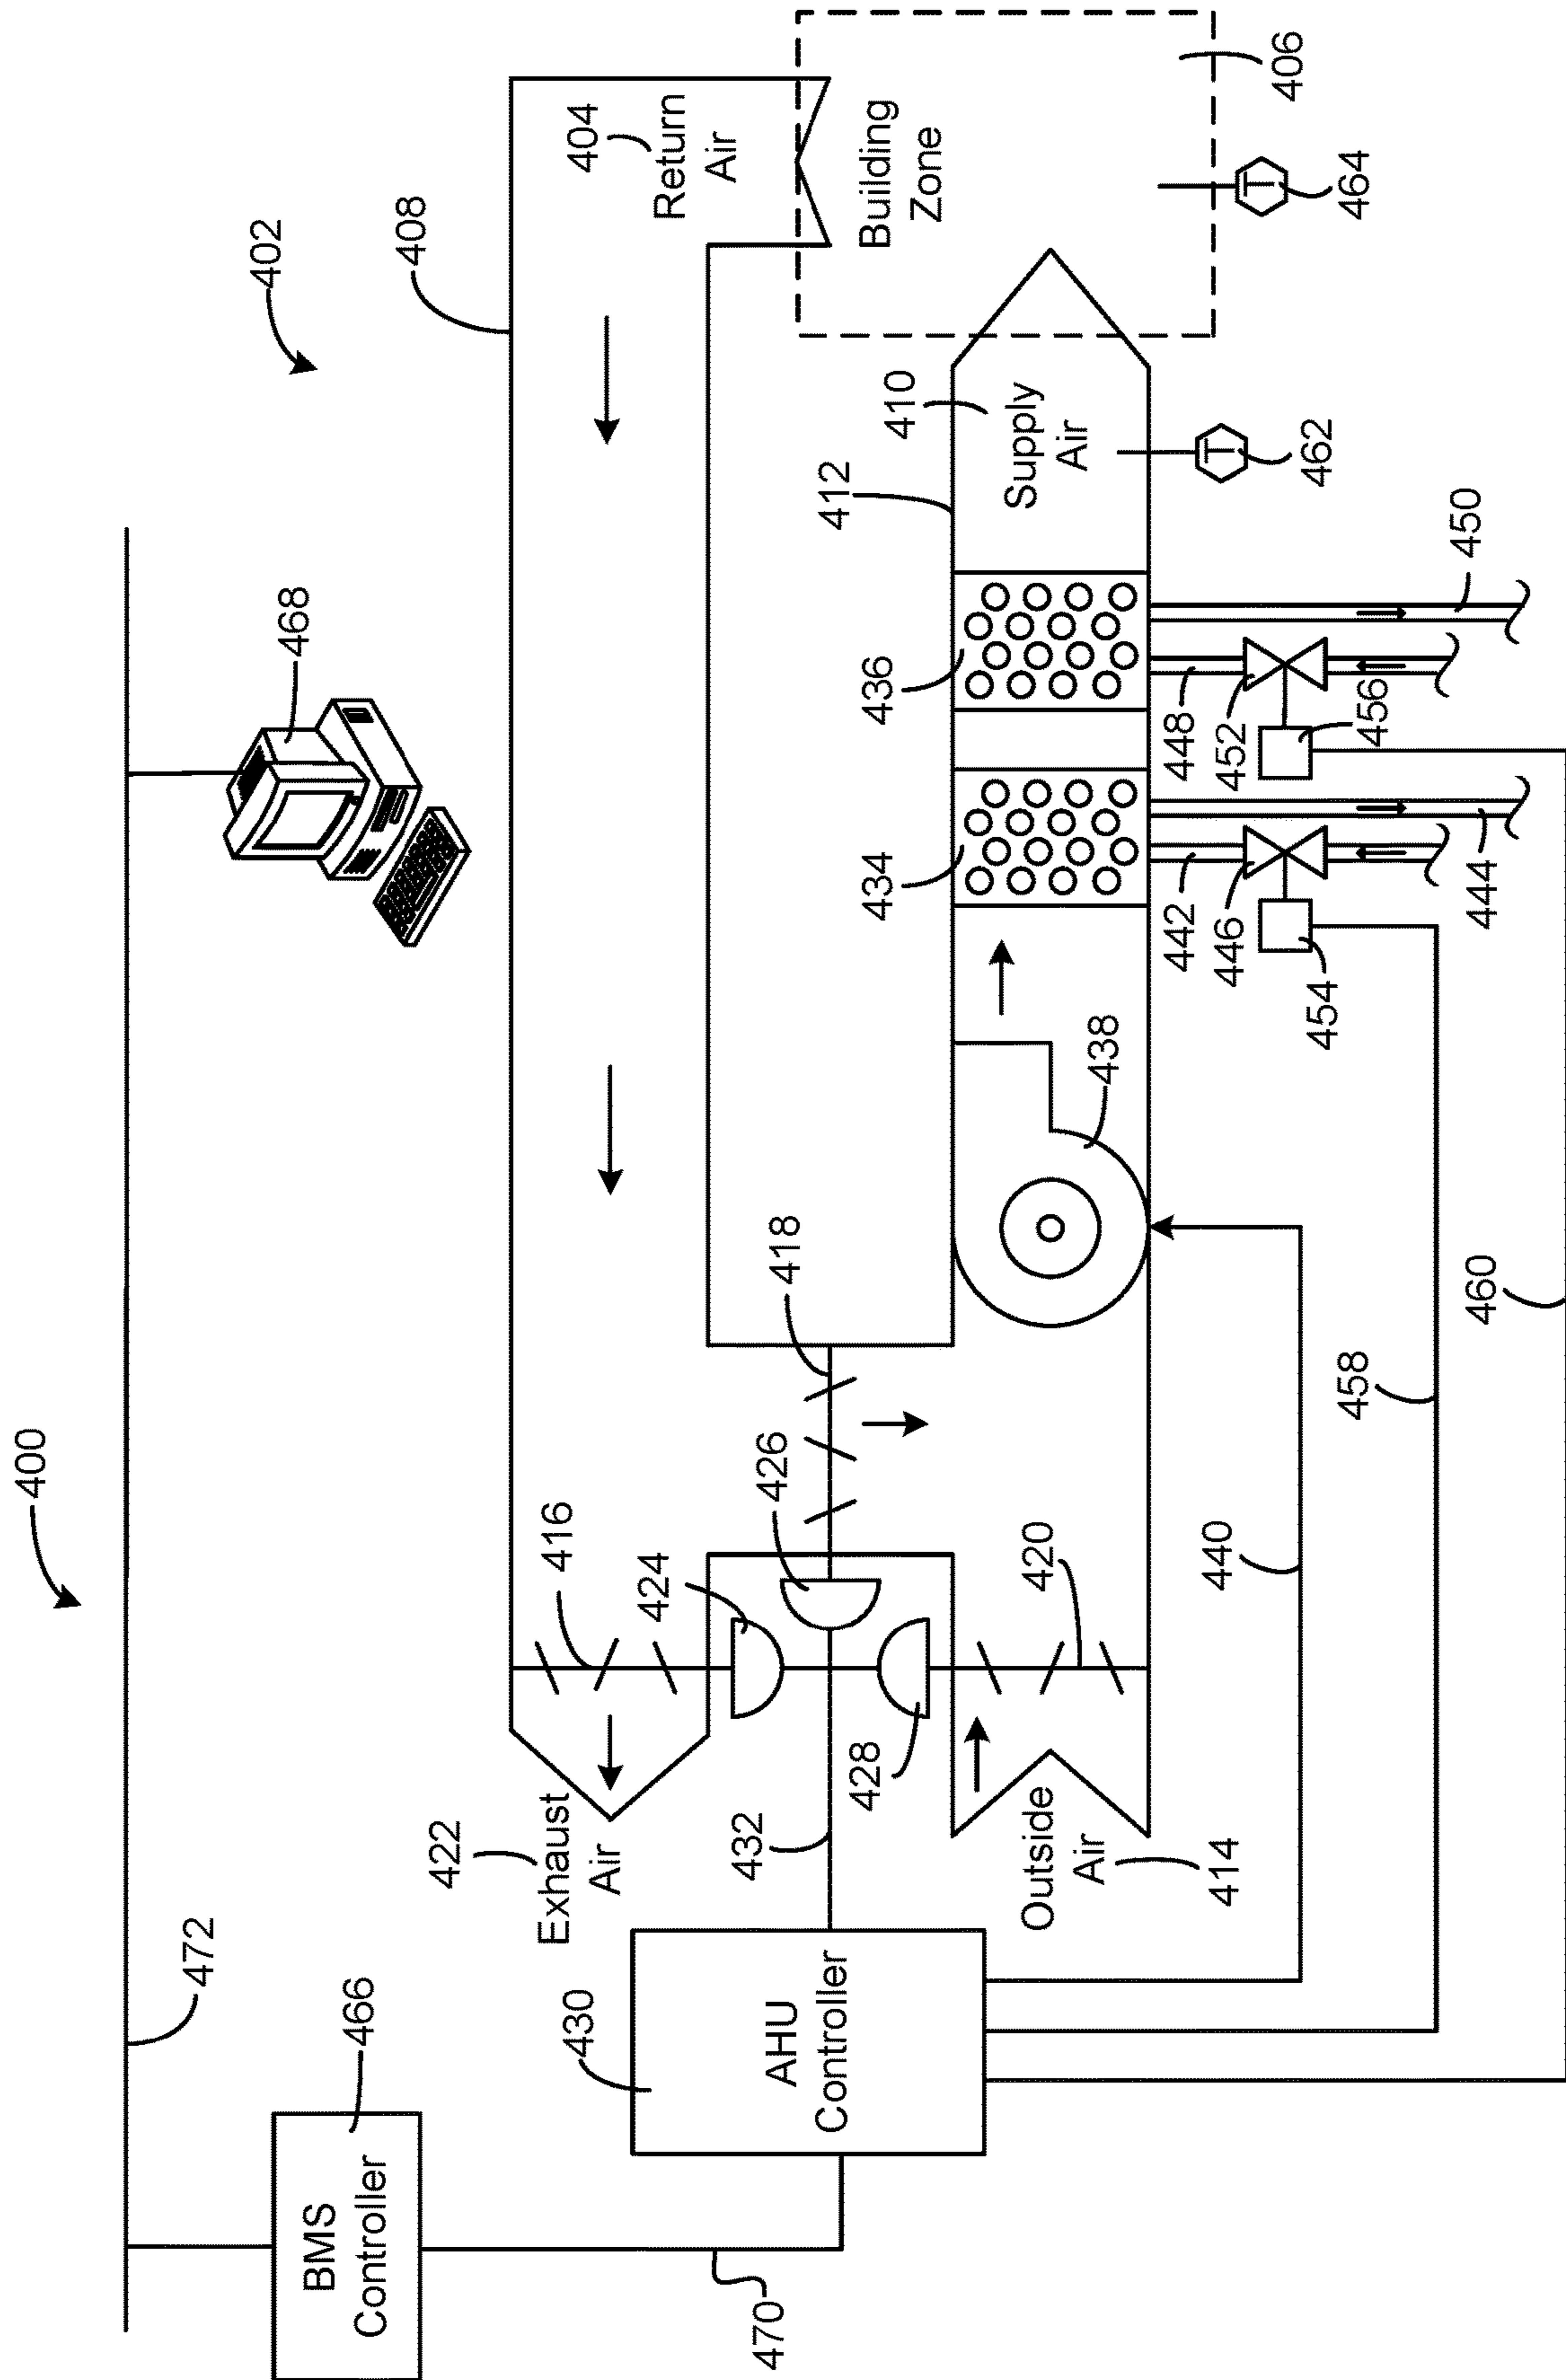 400
472
402
468
466
BMS
Controller
408
422
Exhaust
Air
416
404
Return
Air
430
AHU
Controller
424
426
418
432
470
428
434
436
412
410
Supply
Air
Building
Zone
Outside
Air
414
420
438
442
448
446
452
440
454
456
T
462
T
464
406
458
444
450
460